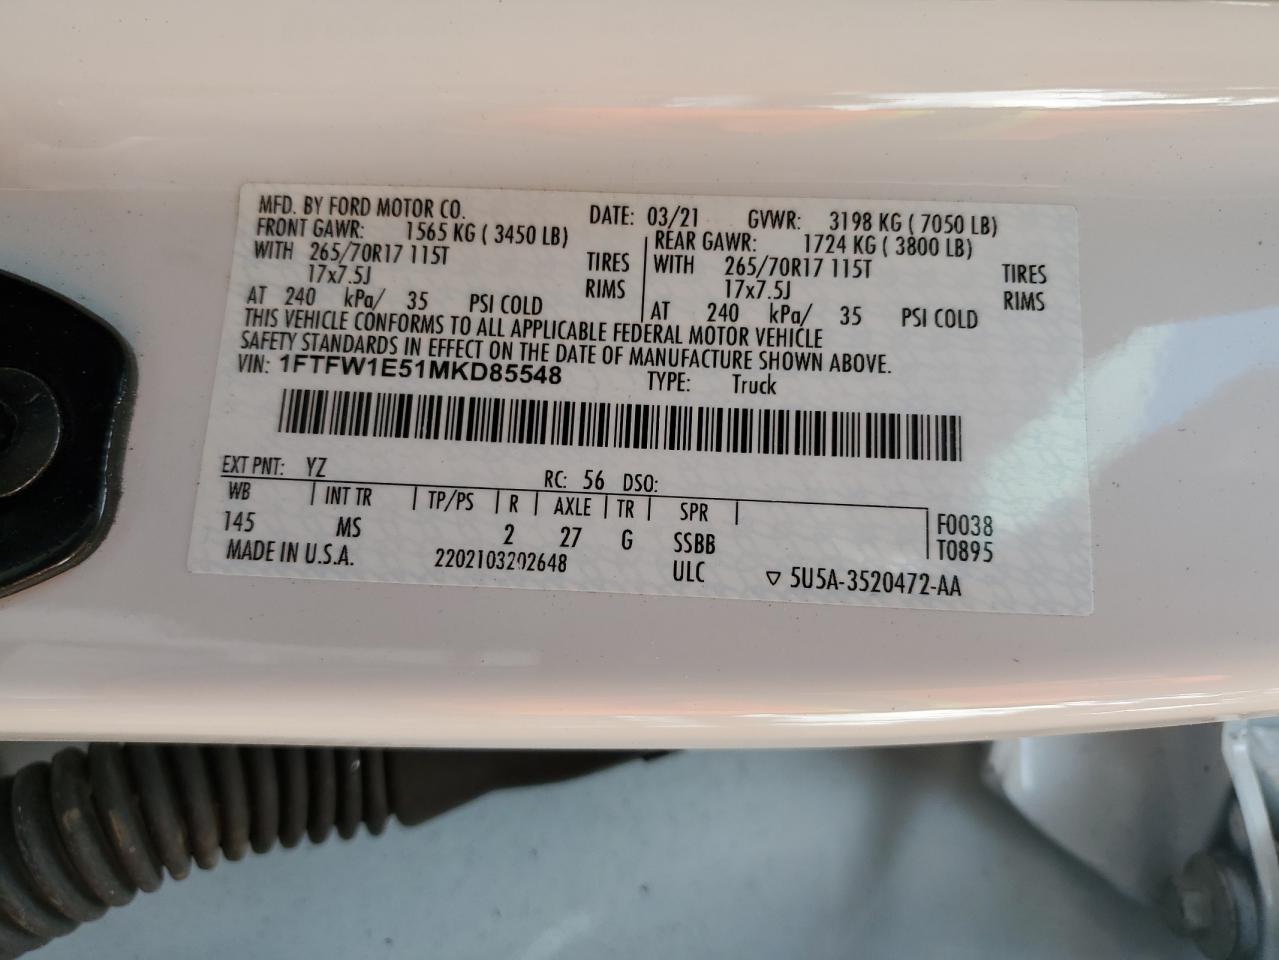 MFD. BY FORD MOTOR CO. DATE: 03/21 GVWR: 3198 KG ( 7050 LB)
FRONT GAWR: 1565 KG ( 3450 LB) REAR GAWR: 1724 KG ( 3800 LB)
WITH 265/70R17 115T TIRES WITH 265/70R17 115T TIRES
17x7.5J RIMS 17x7.5J RIMS
AT 240 kPa/ 35 PSI COLD AT 240 kPa/ 35 PSI COLD
THIS VEHICLE CONFORMS TO ALL APPLICABLE FEDERAL MOTOR VEHICLE
SAFETY STANDARDS IN EFFECT ON THE DATE OF MANUFACTURE SHOWN ABOVE.
VIN: 1FTFW1E51MKD85548 TYPE: Truck
EXT PNT: YZ RC: 56 DSO:
WB INT TR TP/PS R AXLE TR SPR F0038
145 MS 2 27 G SSBB T0895
MADE IN U.S.A. 2202103202648 ULC ▽ 5U5A-3520472-AA